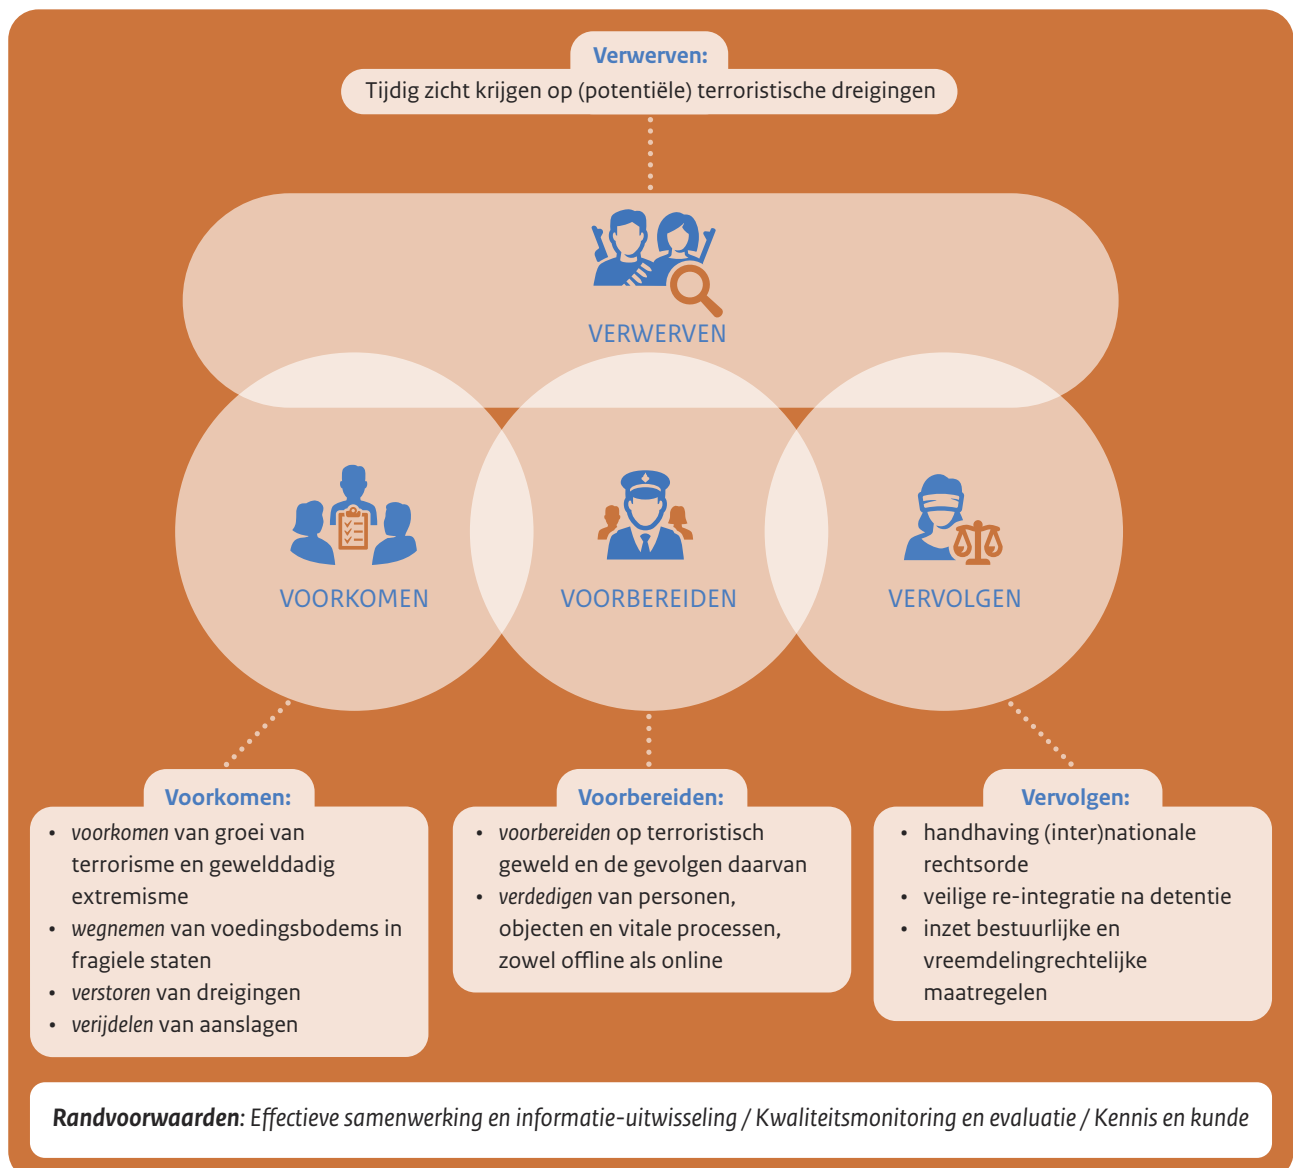 Verwerven:
Tijdig zicht krijgen op (potentiële) terroristische dreigingen
VERWERVEN
VOORKOMEN
VOORBEREIDEN
VERVOLGEN
Voorkomen:
• voorkomen van groei van
terrorisme en gewelddadig
extremisme
• wegnemen van voedingsbodems in
fragiele staten
• verstoren van dreigingen
• verijdelen van aanslagen
Voorbereiden:
• voorbereiden op terroristisch
geweld en de gevolgen daarvan
• verdedigen van personen,
objecten en vitale processen,
zowel offline als online
Vervolgen:
• handhaving (inter)nationale
rechtsorde
• veilige re-integratie na detentie
• inzet bestuurlijke en
vreemdelingrechtelijke
maatregelen
Randvoorwaarden: Effectieve samenwerking en informatie-uitwisseling / Kwaliteitsmonitoring en evaluatie / Kennis en kunde